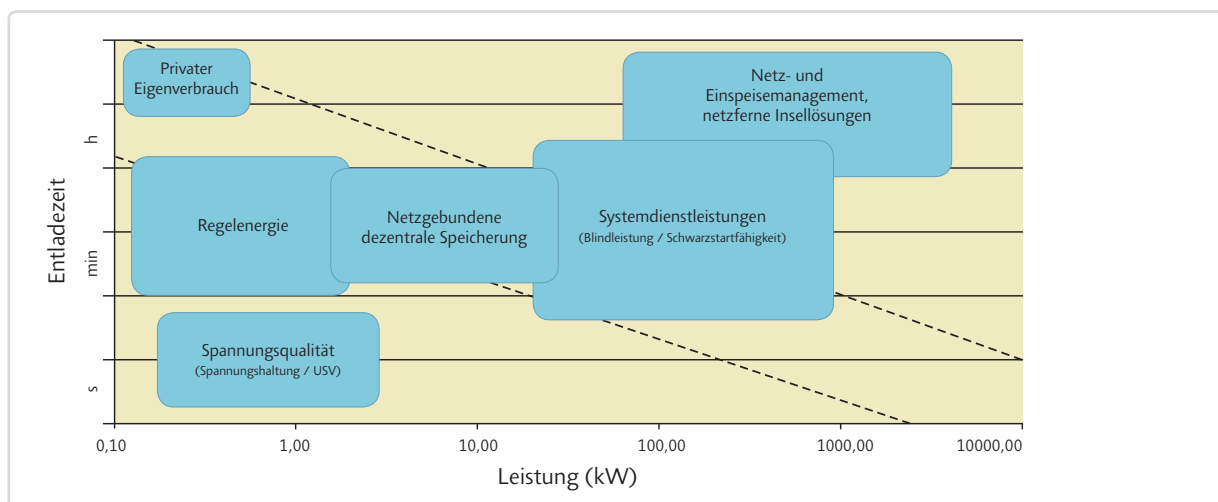 Privater
Eigenverbrauch
Netz- und
Einspeisemanagement,
netzferne Insellösungen
Regelenergie
Netzgebundene
dezentrale Speicherung
Systemdienstleistungen
(Blindleistung / Schwarzstartfähigkeit)
Spannungsqualität
(Spannungshaltung / USV)
Entladezeit
h
min
s
0,10 1,00 10,00 100,00 1000,00 10000,00
Leistung (kW)